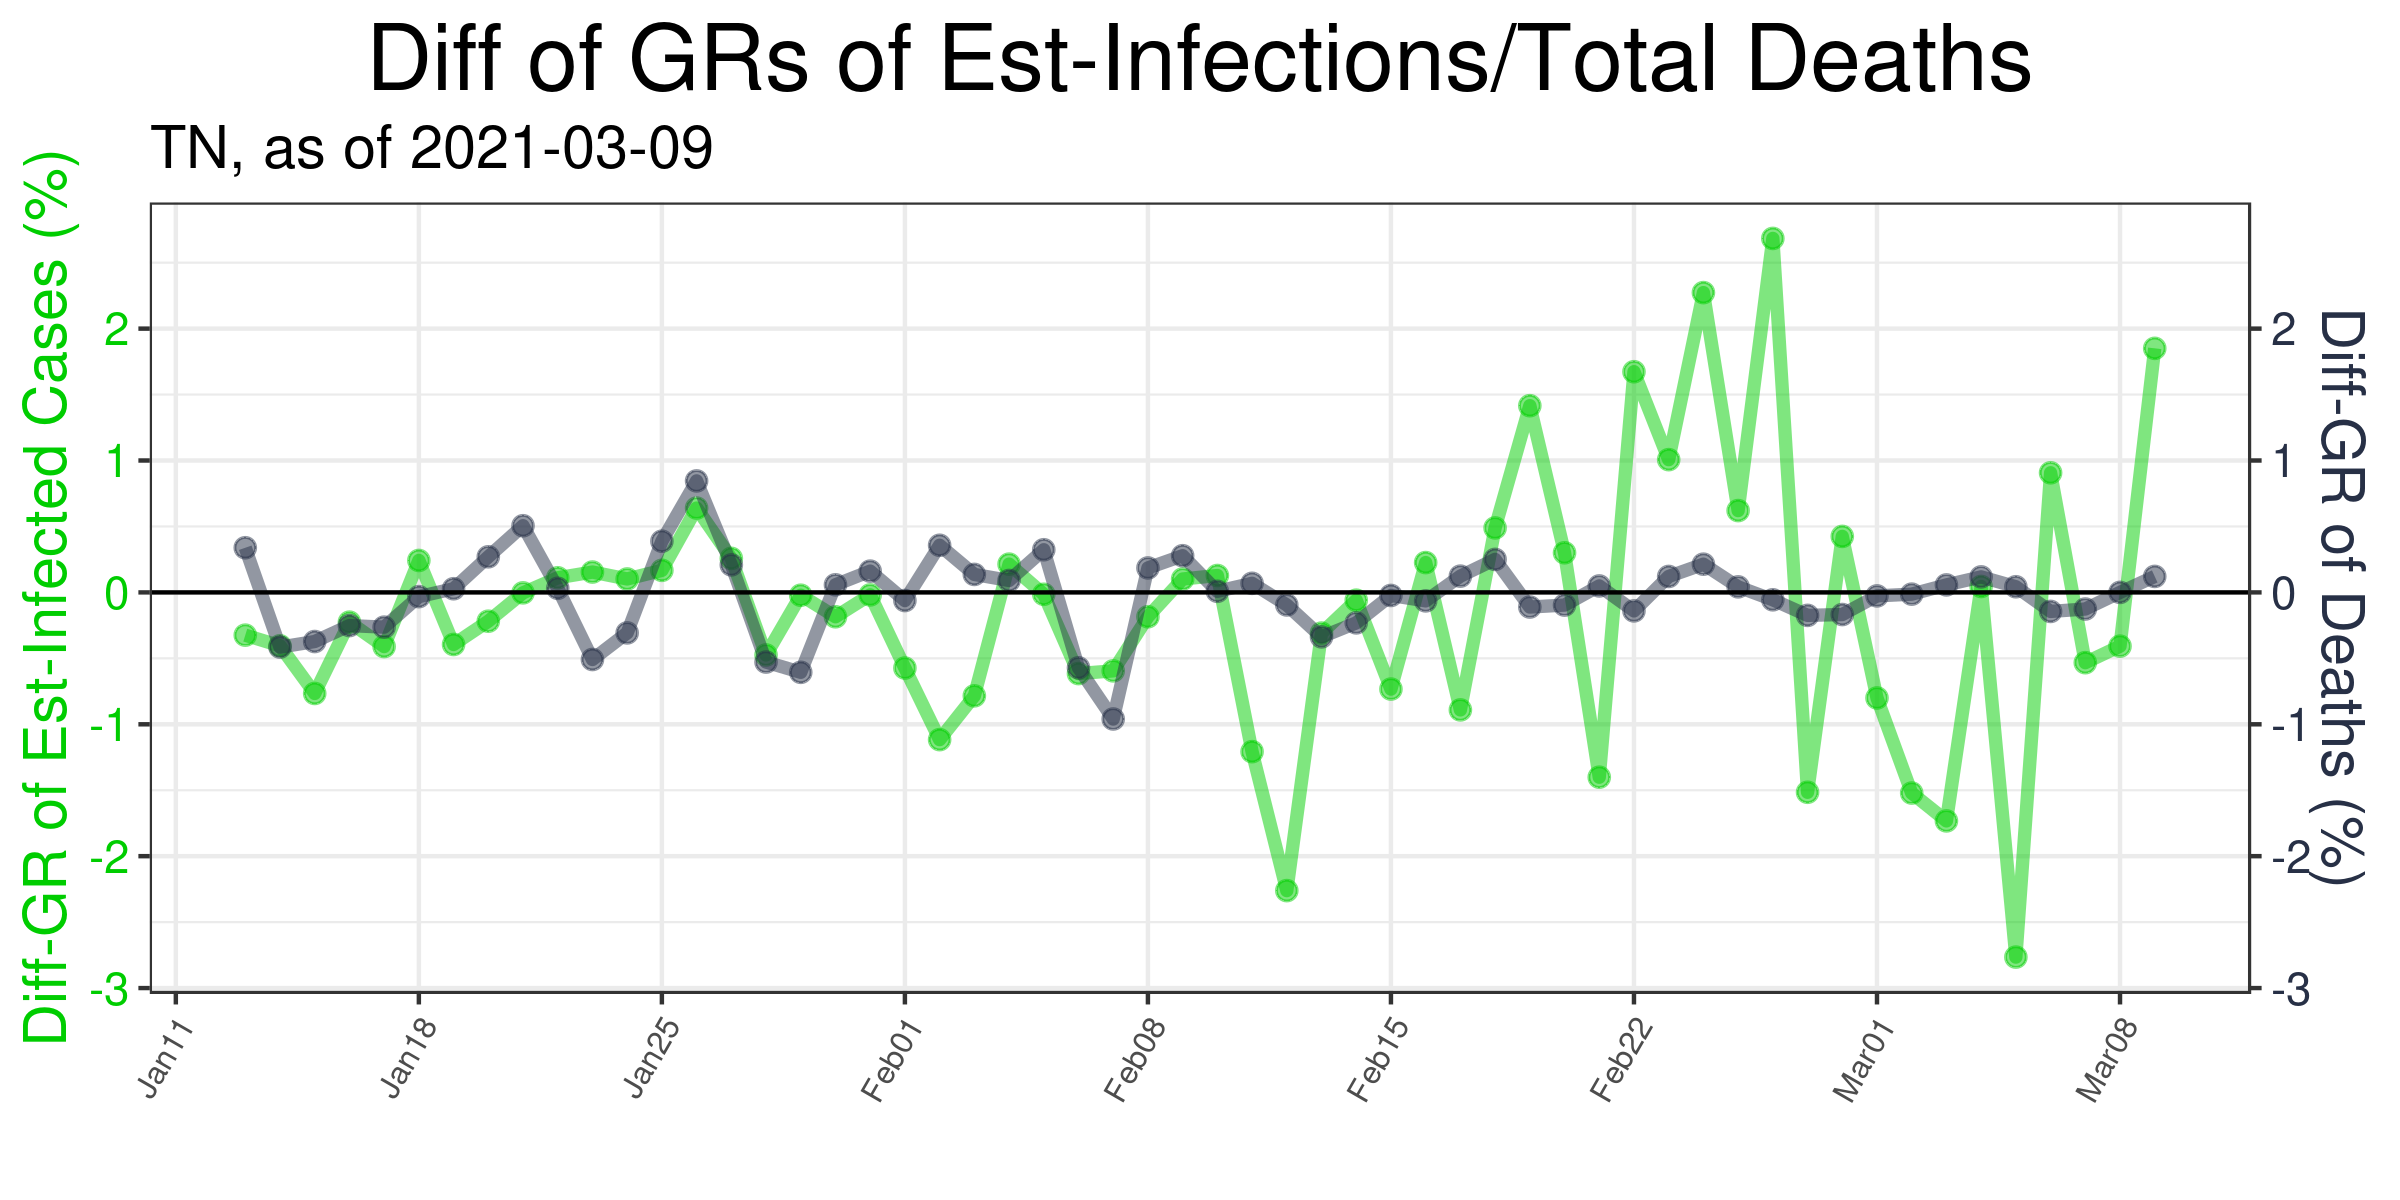 Diff of GRs of Est-Infections/Total Deaths
TN, as of 2021-03-09
Diff-GR of Est-Infected Cases (%)
2
1
0
-1
-2
-3
2
1
0
-1
-2
-3
Diff-GR of Deaths (%)
Jan11
Jan18
Jan25
Feb01
Feb08
Feb15
Feb22
Mar01
Mar08